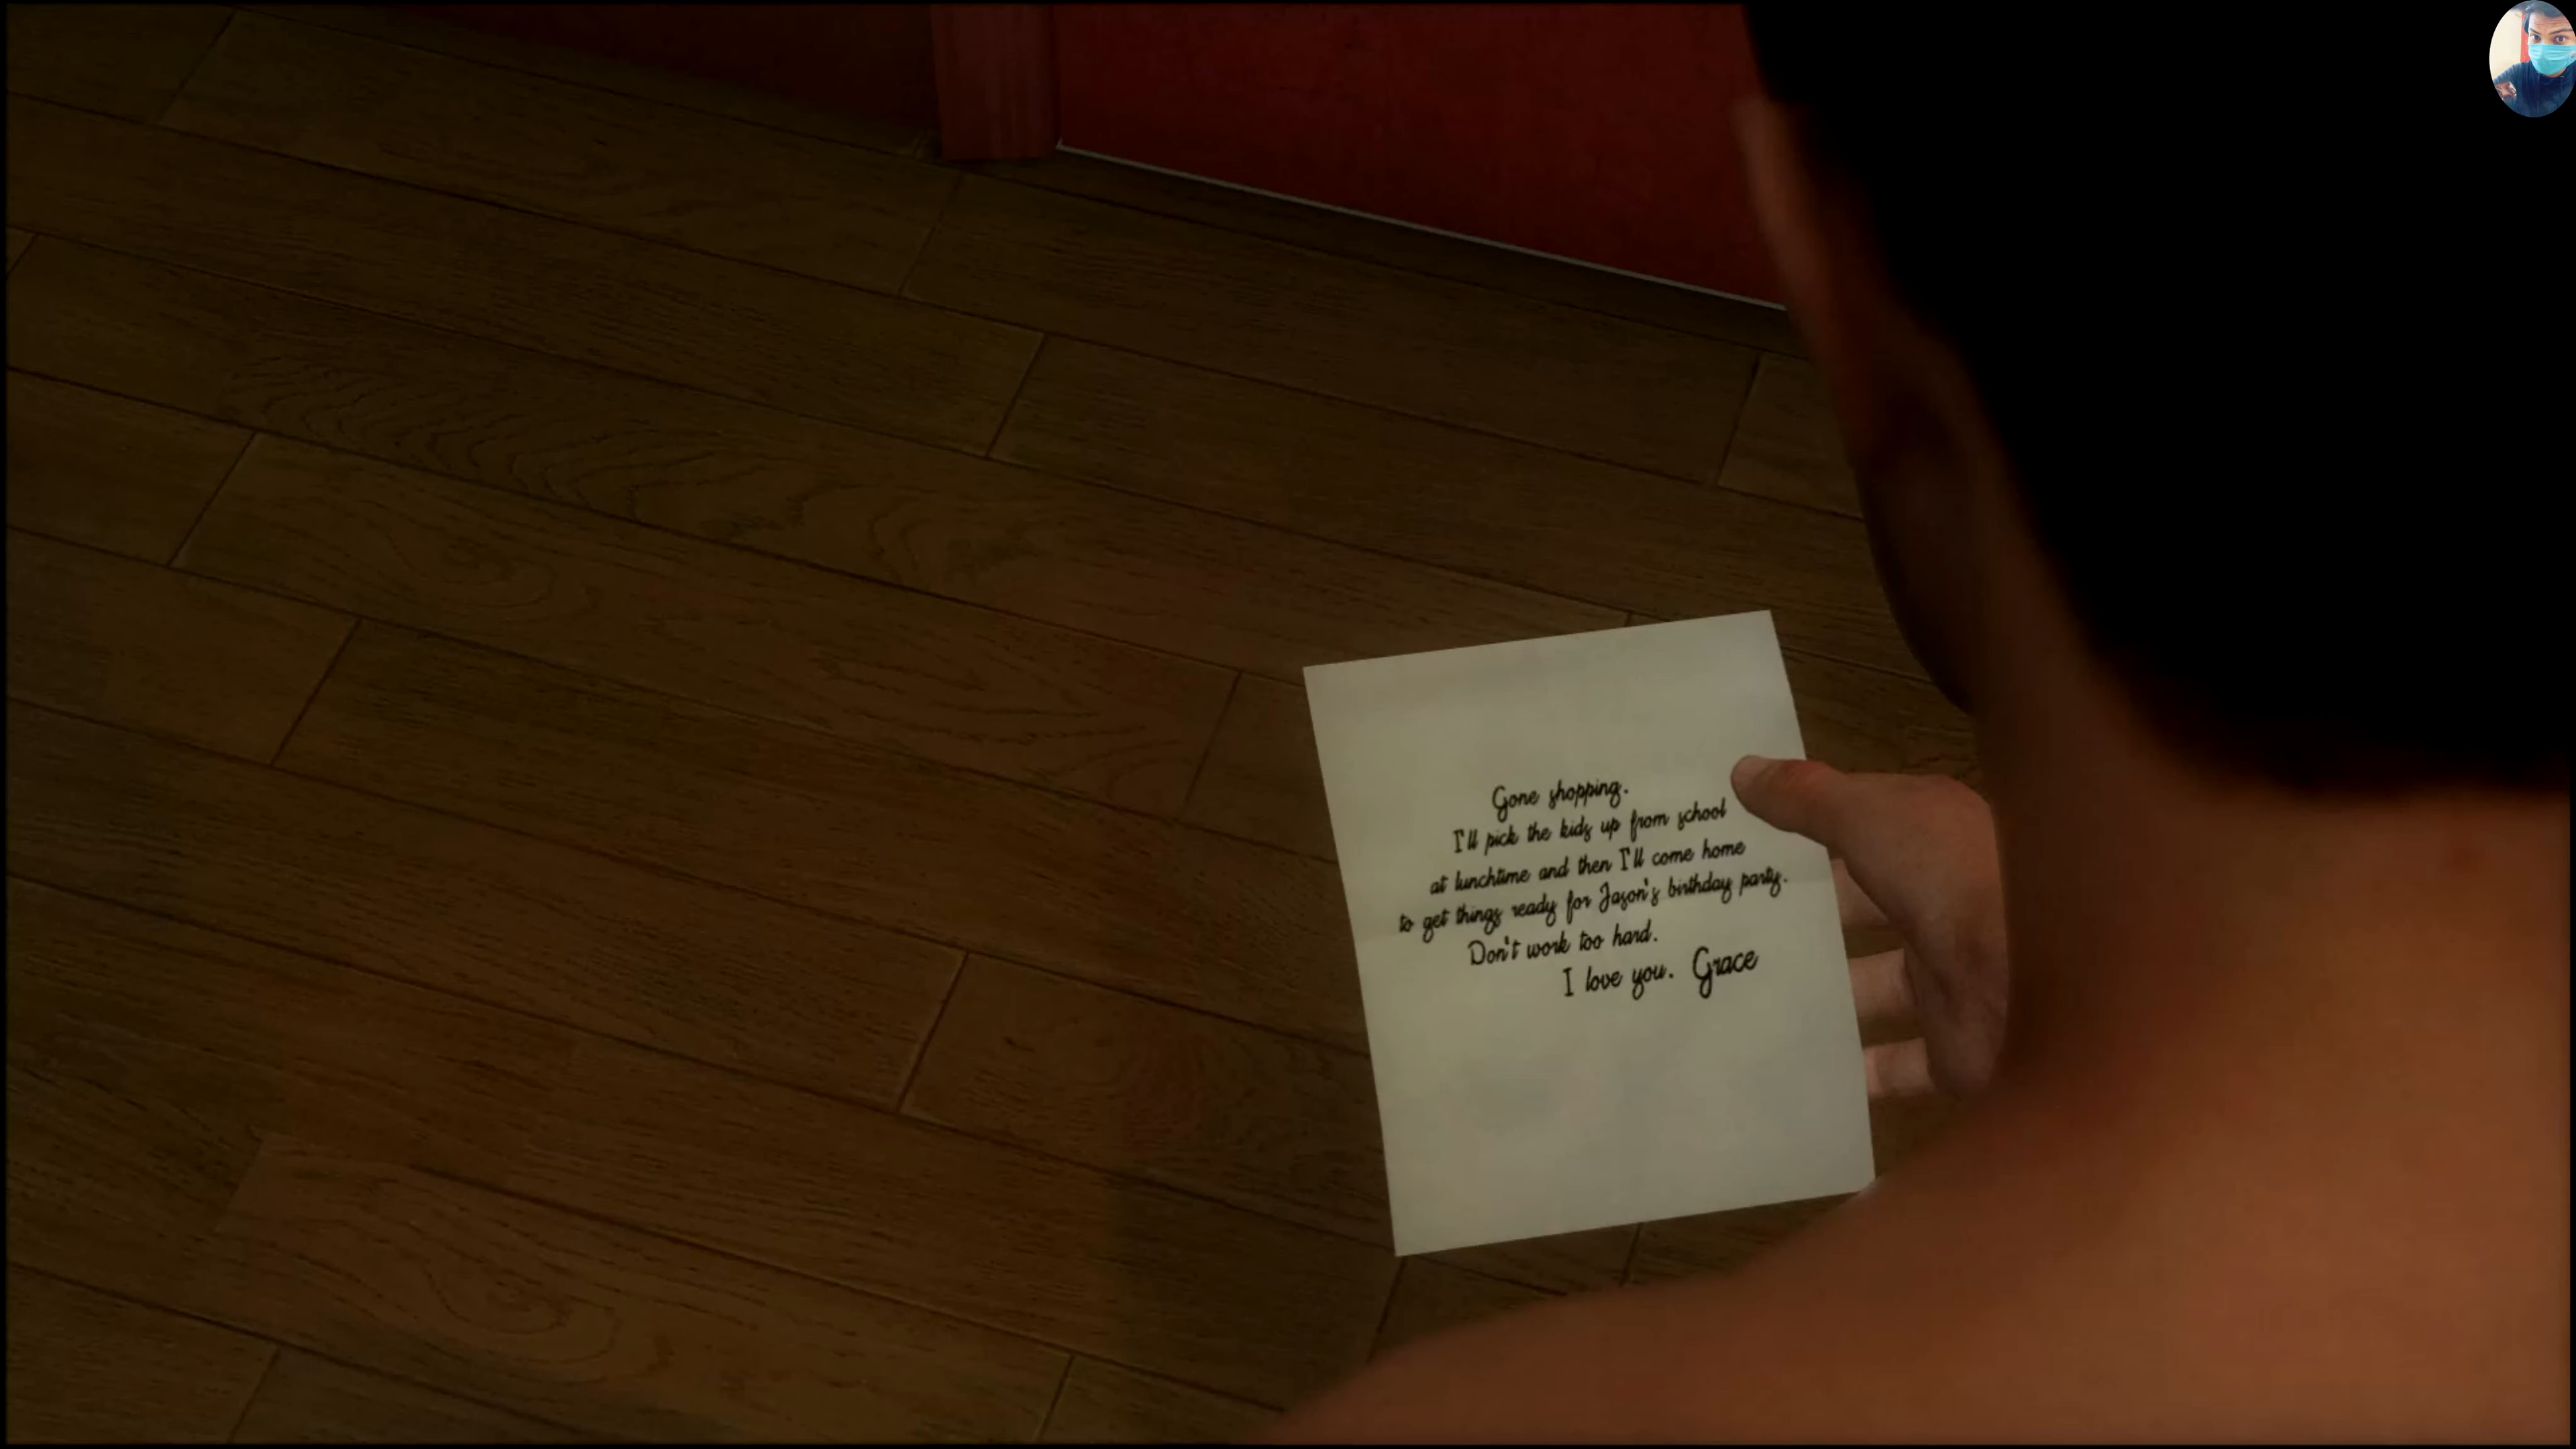 Gone shopping.
I'll pick the kids up from school
at lunchtime and then I'll come home
to get things ready for Jason's birthday party.
Don't work too hard.
I love you. Grace